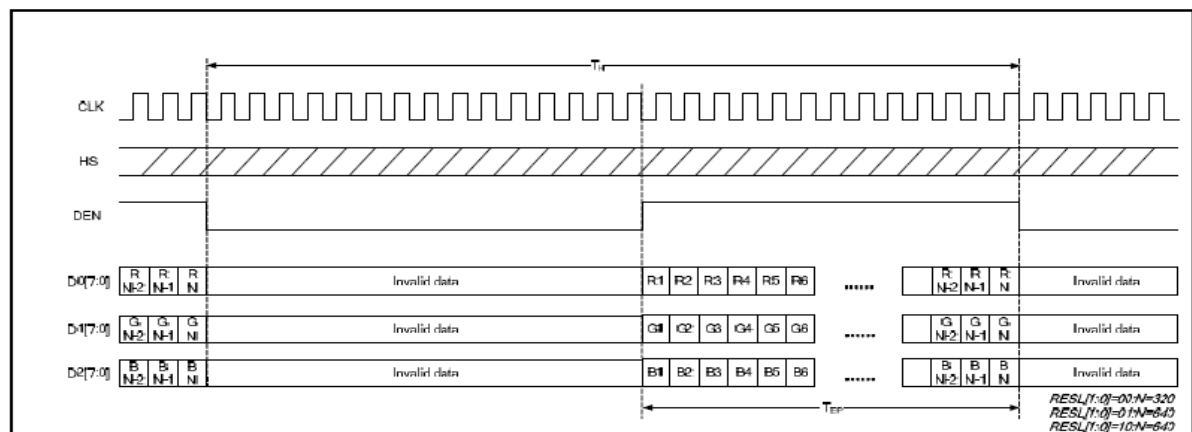 TH
CLK
HS
DEN
D0[7:0] R N-2 R N-1 R N Invalid data R1 R2 R3 R4 R5 R6 ...... R N-2 R N-1 R N Invalid data
D1[7:0] G N-2 G N-1 G N Invalid data G1 G2 G3 G4 G5 G6 ...... G N-2 G N-1 G N Invalid data
D2[7:0] B N-2 B N-1 B N Invalid data B1 B2 B3 B4 B5 B6 ...... B N-2 B N-1 B N Invalid data
TEP
RESL[1:0]=00:N=320
RESL[1:0]=01:N=640
RESL[1:0]=10:N=640